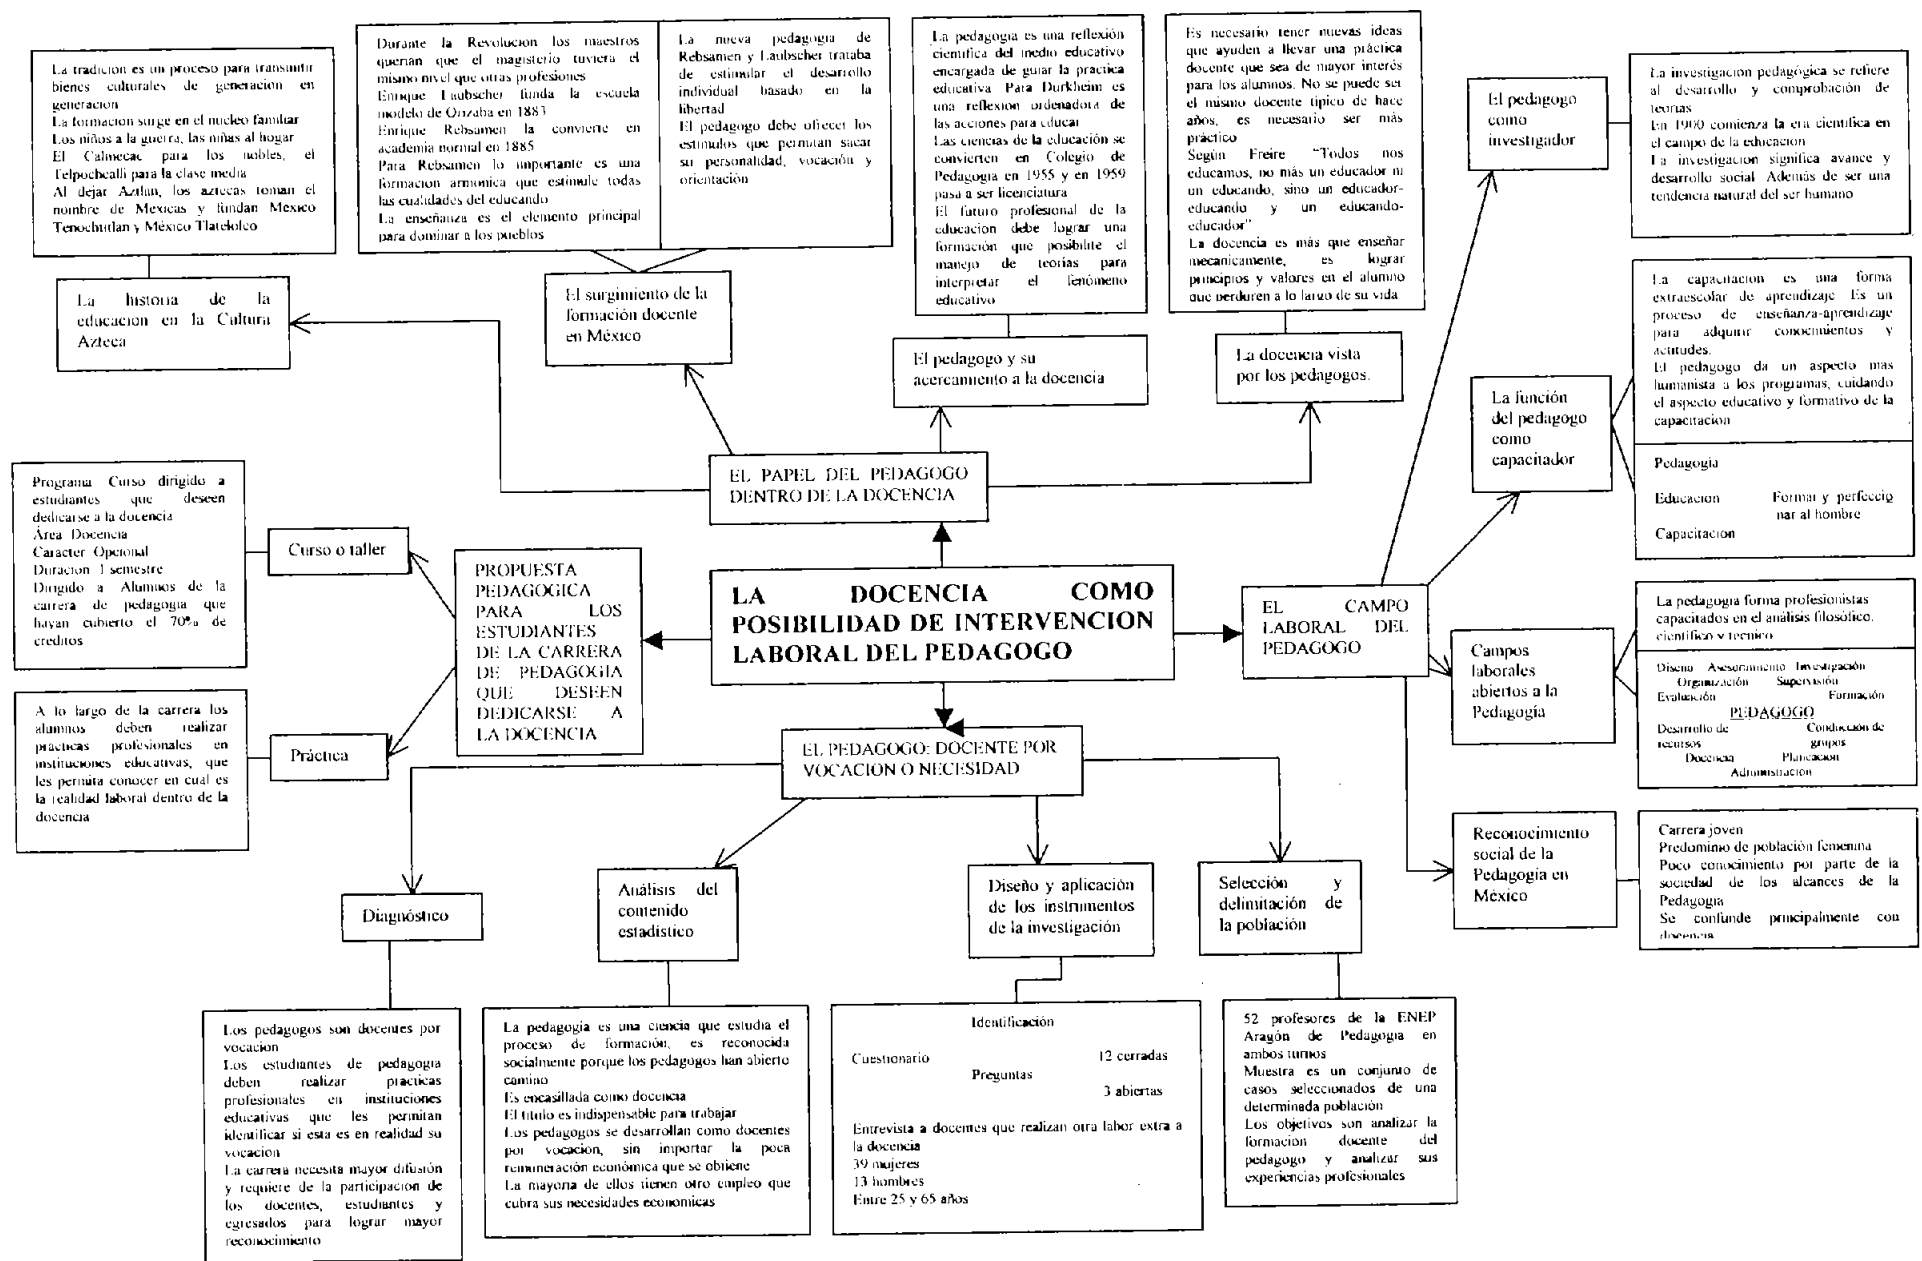 La tradicion es un proceso para transmitir
bienes culturales de generacion en
generacion
La formacion surge en el nucleo familiar
Los niños a la guerra, las niñas al hogar
El Calmecac para los nobles, el
Telpochcalli para la clase media
Al dejar Aztlan, los aztecas toman el
nombre de Mexicas y fundan Mexico
Tenochtitlan y México Tlatelolco
La historia de la
educacion en la Cultura
Azteca
Durante la Revolucion los maestros
querian que el magisterio tuviera el
mismo nivel que otras profesiones
Enrique Laubscher funda la escuela
modelo de Orizaba en 1883
Enrique Rebsamen la convierte en
academia normal en 1885
Para Rebsamen lo importante es una
formacion armonica que estimule todas
las cualidades del educando
La enseñanza es el elemento principal
para dominar a los pueblos
La nueva pedagogia de
Rebsamen y Laubscher trataba
de estimular el desarrollo
individual basado en la
libertad
El pedagogo debe ofrecer los
estimulos que permitan sacar
su personalidad, vocación y
orientación
El surgimiento de la
formación docente
en México
La pedagogia es una reflexión
cientifica del medio educativo
encargada de guiar la practica
educativa Para Durkheim es
una reflexion ordenadora de
las acciones para educar
Las ciencias de la educación se
convierten en Colegio de
Pedagogia en 1955 y en 1959
pasa a ser licenciatura
El futuro profesional de la
educacion debe lograr una
formación que posibilite el
manejo de teorias para
interpretar el fenómeno
educativo
El pedagogo y su
acercamiento a la docencia
Es necesario tener nuevas ideas
que ayuden a llevar una práctica
docente que sea de mayor interés
para los alumnos. No se puede ser
el mismo docente tipico de hace
años, es necesario ser más
práctico
Según Freire “Todos nos
educamos, no más un educador ni
un educando, sino un educador-
educando y un educando-
educador”
La docencia es más que enseñar
mecanicamente, es lograr
principios y valores en el alumno
que perduren a lo largo de su vida
La docencia vista
por los pedagogos.
El pedagogo
como
investigador
La investigación pedagógica se refiere
al desarrollo y comprobación de
teorias
En 1900 comienza la era cientifica en
el campo de la educacion
La investigacion significa avance y
desarrollo social Además de ser una
tendencia natural del ser humano
La función
del pedagogo
como
capacitador
La capacitacion es una forma
extraescolar de aprendizaje Es un
proceso de enseñanza-aprendizaje
para adquirir conocimientos y
actitudes.
El pedagogo da un aspecto mas
humanista a los programas, cuidando
el aspecto educativo y formativo de la
capacitacion
Pedagogia
Educacion Formar y perfeccio
nar al hombre
Capacitacion
EL PAPEL DEL PEDAGOGO
DENTRO DE LA DOCENCIA
Programa Curso dirigido a
estudiantes que deseen
dedicarse a la docencia
Área Docencia
Caracter Opcional
Duracion 1 semestre
Dirigido a Alumnos de la
carrera de pedagogia que
hayan cubierto el 70% de
creditos
Curso o taller
PROPUESTA
PEDAGOGICA
PARA LOS
ESTUDIANTES
DE LA CARRERA
DE PEDAGOGIA
QUE DESEEN
DEDICARSE A
LA DOCENCIA
LA DOCENCIA COMO
POSIBILIDAD DE INTERVENCION
LABORAL DEL PEDAGOGO
EL CAMPO
LABORAL DEL
PEDAGOGO
Campos
laborales
abiertos a la
Pedagogía
La pedagogia forma profesionistas
capacitados en el análisis filosófico,
cientifico y tecnico
Diseno Asesoramiento Investigación
Organización Supervisión
Evaluación Formación
PEDAGOGO
Desarrollo de Conducción de
recursos grupos
Docencia Planeacion
Administración
A lo largo de la carrera los
alumnos deben realizar
practicas profesionales en
instituciones educativas, que
les permita conocer en cual es
la realidad laboral dentro de la
docencia
Práctica
EL PEDAGOGO: DOCENTE POR
VOCACION O NECESIDAD
Reconocimiento
social de la
Pedagogía en
México
Carrera joven
Predominio de población femenina
Poco conocimiento por parte de la
sociedad de los alcances de la
Pedagogia
Se confunde principalmente con
docencia
Diagnóstico
Análisis del
contenido
estadístico
Diseño y aplicación
de los instrumentos
de la investigación
Selección y
delimitación de
la población
Los pedagogos son docentes por
vocacion
Los estudiantes de pedagogia
deben realizar practicas
profesionales en instituciones
educativas que les permitan
identificar si esta es en realidad su
vocacion
La carrera necesita mayor difusión
y requiere de la participacion de
los docentes, estudiantes y
egresados para lograr mayor
reconocimiento
La pedagogia es una ciencia que estudia el
proceso de formación, es reconocida
socialmente porque los pedagogos han abierto
camino
Es encasillada como docencia
El titulo es indispensable para trabajar
Los pedagogos se desarrollan como docentes
por vocacion, sin importar la poca
remuneración económica que se obtiene
La mayoria de ellos tienen otro empleo que
cubra sus necesidades economicas
Identificación
Cuestionario 12 cerradas
Preguntas
3 abiertas
Entrevista a docentes que realizan otra labor extra a
la docencia
39 mujeres
13 hombres
Entre 25 y 65 años
52 profesores de la ENEP
Aragón de Pedagogia en
ambos turnos
Muestra es un conjunto de
casos seleccionados de una
determinada población
Los objetivos son analizar la
formacion docente del
pedagogo y analizar sus
experiencias profesionales